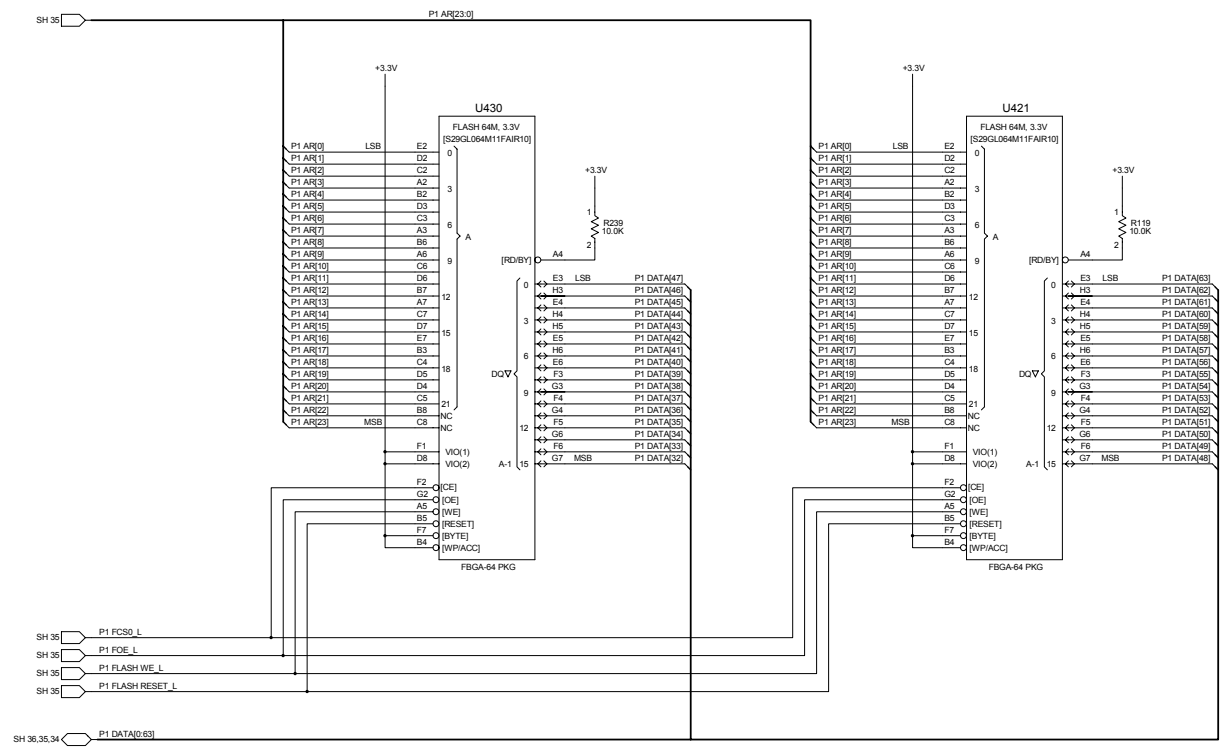 SH 35
P1 AR[23:0]
+3.3V
U430
FLASH 64M, 3.3V
[S29GL064M11FAIR10]
P1 AR[0] LSB E2 0
P1 AR[1] D2
P1 AR[2] C2
P1 AR[3] A2 3
P1 AR[4] B2
P1 AR[5] D3
P1 AR[6] C3 6
P1 AR[7] A3 A
P1 AR[8] B6
P1 AR[9] A6 9
P1 AR[10] C6
P1 AR[11] D6
P1 AR[12] B7 12
P1 AR[13] A7
P1 AR[14] C7
P1 AR[15] D7 15
P1 AR[16] E7
P1 AR[17] B3
P1 AR[18] C4 18
P1 AR[19] D5
P1 AR[20] D4
P1 AR[21] C5 21
P1 AR[22] B8 NC
P1 AR[23] MSB C8 NC
F1 VIO(1)
D8 VIO(2)
F2 [CE]
G2 [OE]
A5 [WE]
B5 [RESET]
F7 [BYTE]
B4 [WP/ACC]
FBGA-64 PKG
+3.3V
1
R239
10.0K
2
[RD/BY] A4
0 E3 LSB P1 DATA[47]
H3 P1 DATA[46]
E4 P1 DATA[45]
3 H4 P1 DATA[44]
H5 P1 DATA[43]
E5 P1 DATA[42]
6 H6 P1 DATA[41]
E6 P1 DATA[40]
DQ F3 P1 DATA[39]
9 G3 P1 DATA[38]
F4 P1 DATA[37]
G4 P1 DATA[36]
12 F5 P1 DATA[35]
G6 P1 DATA[34]
F6 P1 DATA[33]
A-1 15 G7 MSB P1 DATA[32]
+3.3V
U421
FLASH 64M, 3.3V
[S29GL064M11FAIR10]
P1 AR[0] LSB E2 0
P1 AR[1] D2
P1 AR[2] C2
P1 AR[3] A2 3
P1 AR[4] B2
P1 AR[5] D3
P1 AR[6] C3 6
P1 AR[7] A3 A
P1 AR[8] B6
P1 AR[9] A6 9
P1 AR[10] C6
P1 AR[11] D6
P1 AR[12] B7 12
P1 AR[13] A7
P1 AR[14] C7
P1 AR[15] D7 15
P1 AR[16] E7
P1 AR[17] B3
P1 AR[18] C4 18
P1 AR[19] D5
P1 AR[20] D4
P1 AR[21] C5 21
P1 AR[22] B8 NC
P1 AR[23] MSB C8 NC
F1 VIO(1)
D8 VIO(2)
F2 [CE]
G2 [OE]
A5 [WE]
B5 [RESET]
F7 [BYTE]
B4 [WP/ACC]
FBGA-64 PKG
+3.3V
1
R119
10.0K
2
[RD/BY] A4
0 E3 LSB P1 DATA[63]
H3 P1 DATA[62]
E4 P1 DATA[61]
3 H4 P1 DATA[60]
H5 P1 DATA[59]
E5 P1 DATA[58]
6 H6 P1 DATA[57]
E6 P1 DATA[56]
DQ F3 P1 DATA[55]
9 G3 P1 DATA[54]
F4 P1 DATA[53]
G4 P1 DATA[52]
12 F5 P1 DATA[51]
G6 P1 DATA[50]
F6 P1 DATA[49]
A-1 15 G7 MSB P1 DATA[48]
SH 35 P1 FCS0_L
SH 35 P1 FOE_L
SH 35 P1 FLASH WE_L
SH 35 P1 FLASH RESET_L
SH 36,35,34 P1 DATA[0:63]